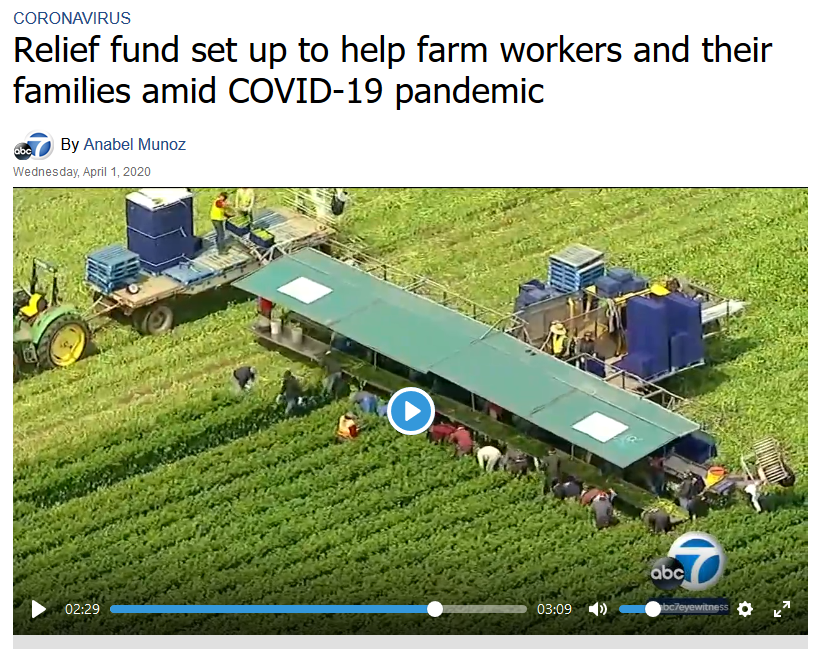 CORONAVIRUS
Relief fund set up to help farm workers and their
families amid COVID-19 pandemic
abc 7 By Anabel Munoz
Wednesday, April 1, 2020
abc 7
02:29 03:09 abc7eyewitness